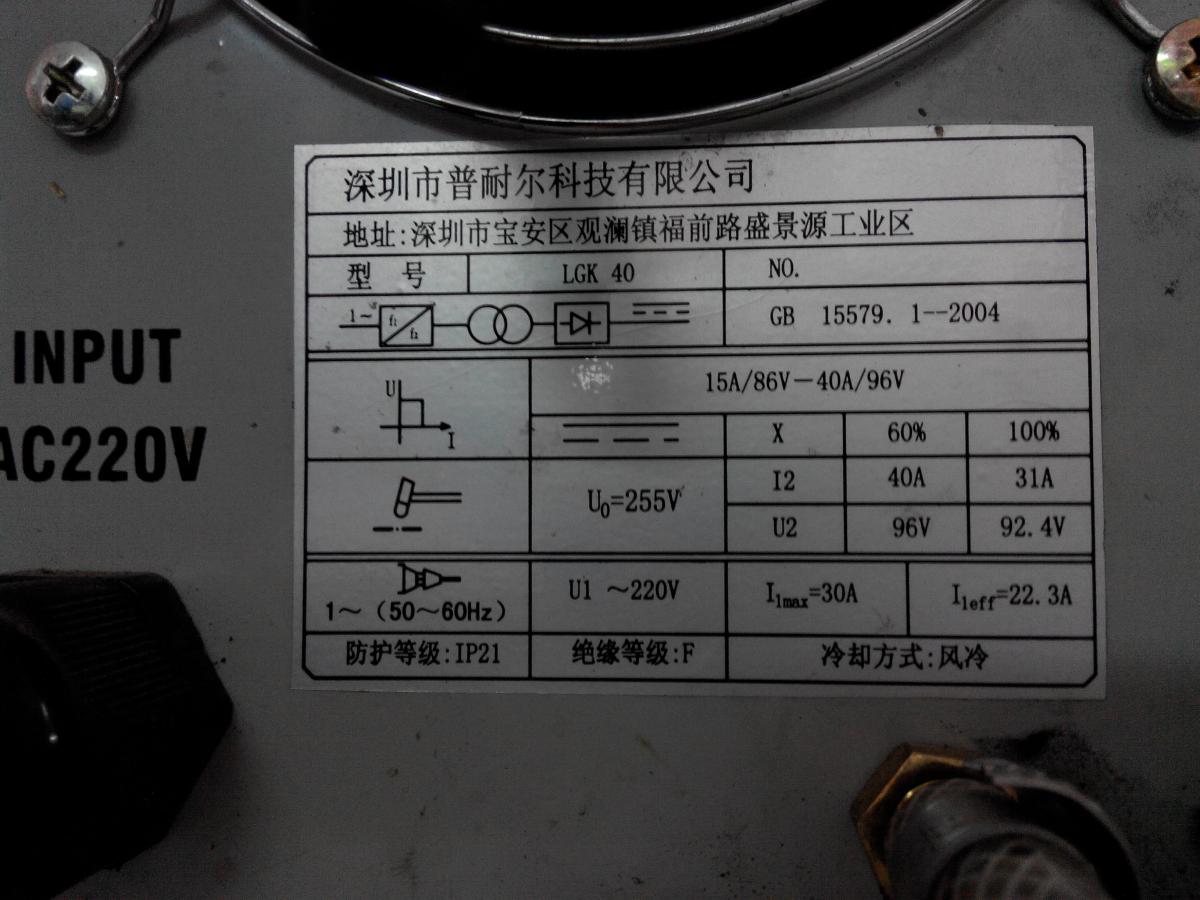 深圳市普耐尔科技有限公司
地址:深圳市宝安区观澜镇福前路盛景源工业区
型 号 LGK 40 NO.
1~ f₁ f₂ GB 15579. 1--2004
INPUT
AC220V
U I
15A/86V－40A/96V
X 60% 100%
U₀=255V
I2 40A 31A
U2 96V 92.4V
1～（50～60Hz） U1 ～220V I₁max=30A I₁eff=22.3A
防护等级:IP21 绝缘等级:F 冷却方式:风冷